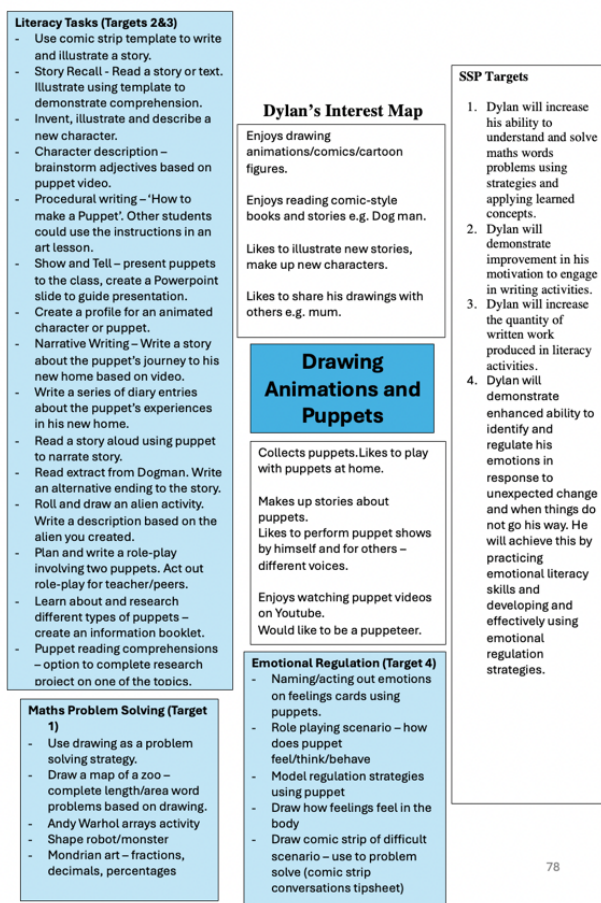 Literacy Tasks (Targets 2&3)
- Use comic strip template to write
and illustrate a story.
- Story Recall - Read a story or text.
Illustrate using template to
demonstrate comprehension.
- Invent, illustrate and describe a
new character.
- Character description –
brainstorm adjectives based on
puppet video.
- Procedural writing – ‘How to
make a Puppet’. Other students
could use the instructions in an
art lesson.
- Show and Tell – present puppets
to the class, create a Powerpoint
slide to guide presentation.
- Create a profile for an animated
character or puppet.
- Narrative Writing – Write a story
about the puppet’s journey to his
new home based on video.
- Write a series of diary entries
about the puppet’s experiences
in his new home.
- Read a story aloud using puppet
to narrate story.
- Read extract from Dogman. Write
an alternative ending to the story.
- Roll and draw an alien activity.
Write a description based on the
alien you created.
- Plan and write a role-play
involving two puppets. Act out
role-play for teacher/peers.
- Learn about and research
different types of puppets –
create an information booklet.
- Puppet reading comprehensions
– option to complete research
project on one of the topics.
Maths Problem Solving (Target
1)
- Use drawing as a problem
solving strategy.
- Draw a map of a zoo –
complete length/area word
problems based on drawing.
- Andy Warhol arrays activity
- Shape robot/monster
- Mondrian art – fractions,
decimals, percentages
Dylan’s Interest Map
Enjoys drawing
animations/comics/cartoon
figures.
Enjoys reading comic-style
books and stories e.g. Dog man.
Likes to illustrate new stories,
make up new characters.
Likes to share his drawings with
others e.g. mum.
Drawing
Animations and
Puppets
Collects puppets.Likes to play
with puppets at home.
Makes up stories about
puppets.
Likes to perform puppet shows
by himself and for others –
different voices.
Enjoys watching puppet videos
on Youtube.
Would like to be a puppeteer.
Emotional Regulation (Target 4)
- Naming/acting out emotions
on feelings cards using
puppets.
- Role playing scenario – how
does puppet
feel/think/behave
- Model regulation strategies
using puppet
- Draw how feelings feel in the
body
- Draw comic strip of difficult
scenario – use to problem
solve (comic strip
conversations tipsheet)
SSP Targets
1. Dylan will increase
his ability to
understand and solve
maths words
problems using
strategies and
applying learned
concepts.
2. Dylan will
demonstrate
improvement in his
motivation to engage
in writing activities.
3. Dylan will increase
the quantity of
written work
produced in literacy
activities.
4. Dylan will
demonstrate
enhanced ability to
identify and
regulate his
emotions in
response to
unexpected change
and when things do
not go his way. He
will achieve this by
practicing
emotional literacy
skills and
developing and
effectively using
emotional
regulation
strategies.
78